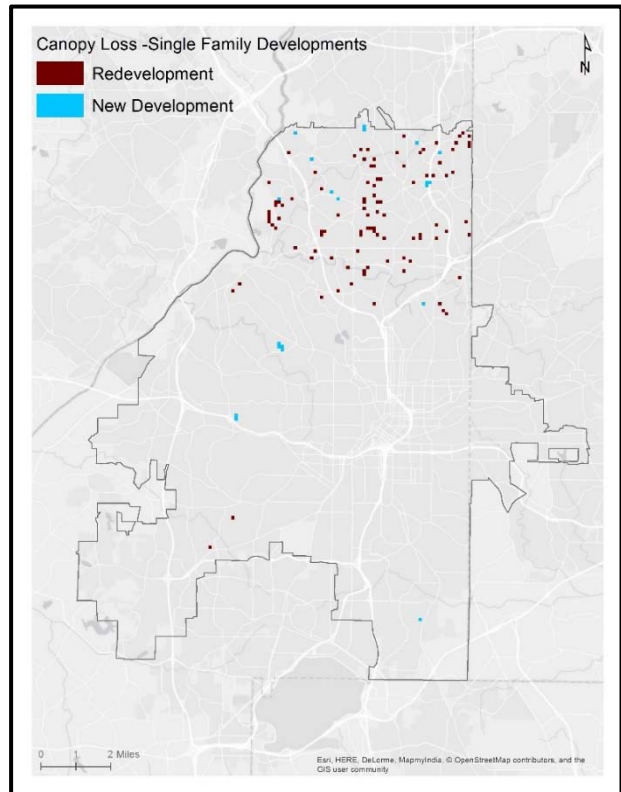 Canopy Loss -Single Family Developments
Redevelopment
New Development
N
0 1 2 Miles
Esri, HERE, DeLorme, MapmyIndia, © OpenStreetMap contributors, and the
GIS user community